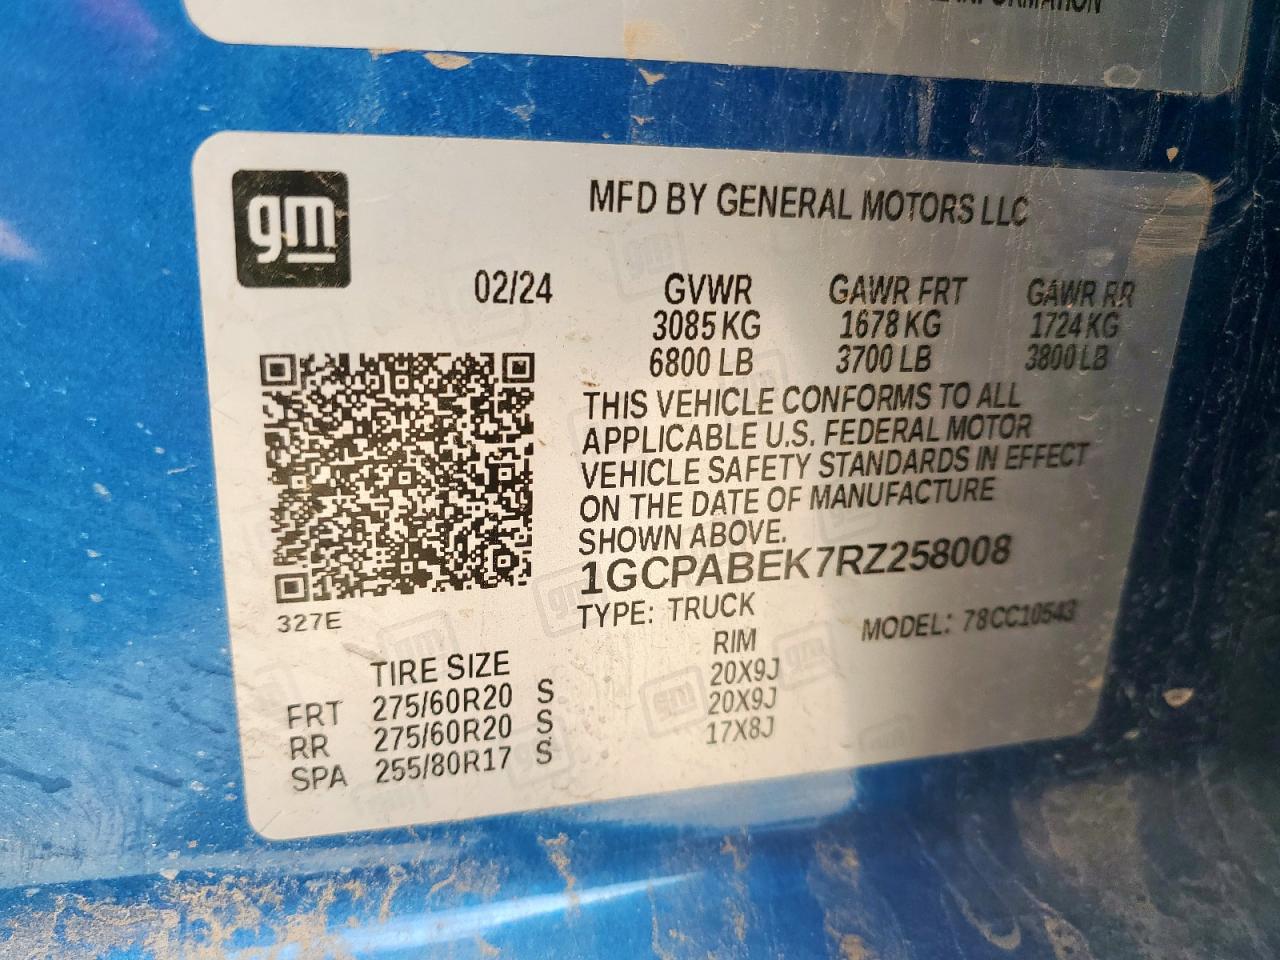 INFORMATION
gm
MFD BY GENERAL MOTORS LLC
02/24 GVWR GAWR FRT GAWR RR
3085 KG 1678 KG 1724 KG
6800 LB 3700 LB 3800 LB
THIS VEHICLE CONFORMS TO ALL
APPLICABLE U.S. FEDERAL MOTOR
VEHICLE SAFETY STANDARDS IN EFFECT
ON THE DATE OF MANUFACTURE
SHOWN ABOVE.
1GCPABEK7RZ258008
327E
TYPE: TRUCK MODEL: 78CC10543
TIRE SIZE RIM
FRT 275/60R20 S 20X9J
RR 275/60R20 S 20X9J
SPA 255/80R17 S 17X8J